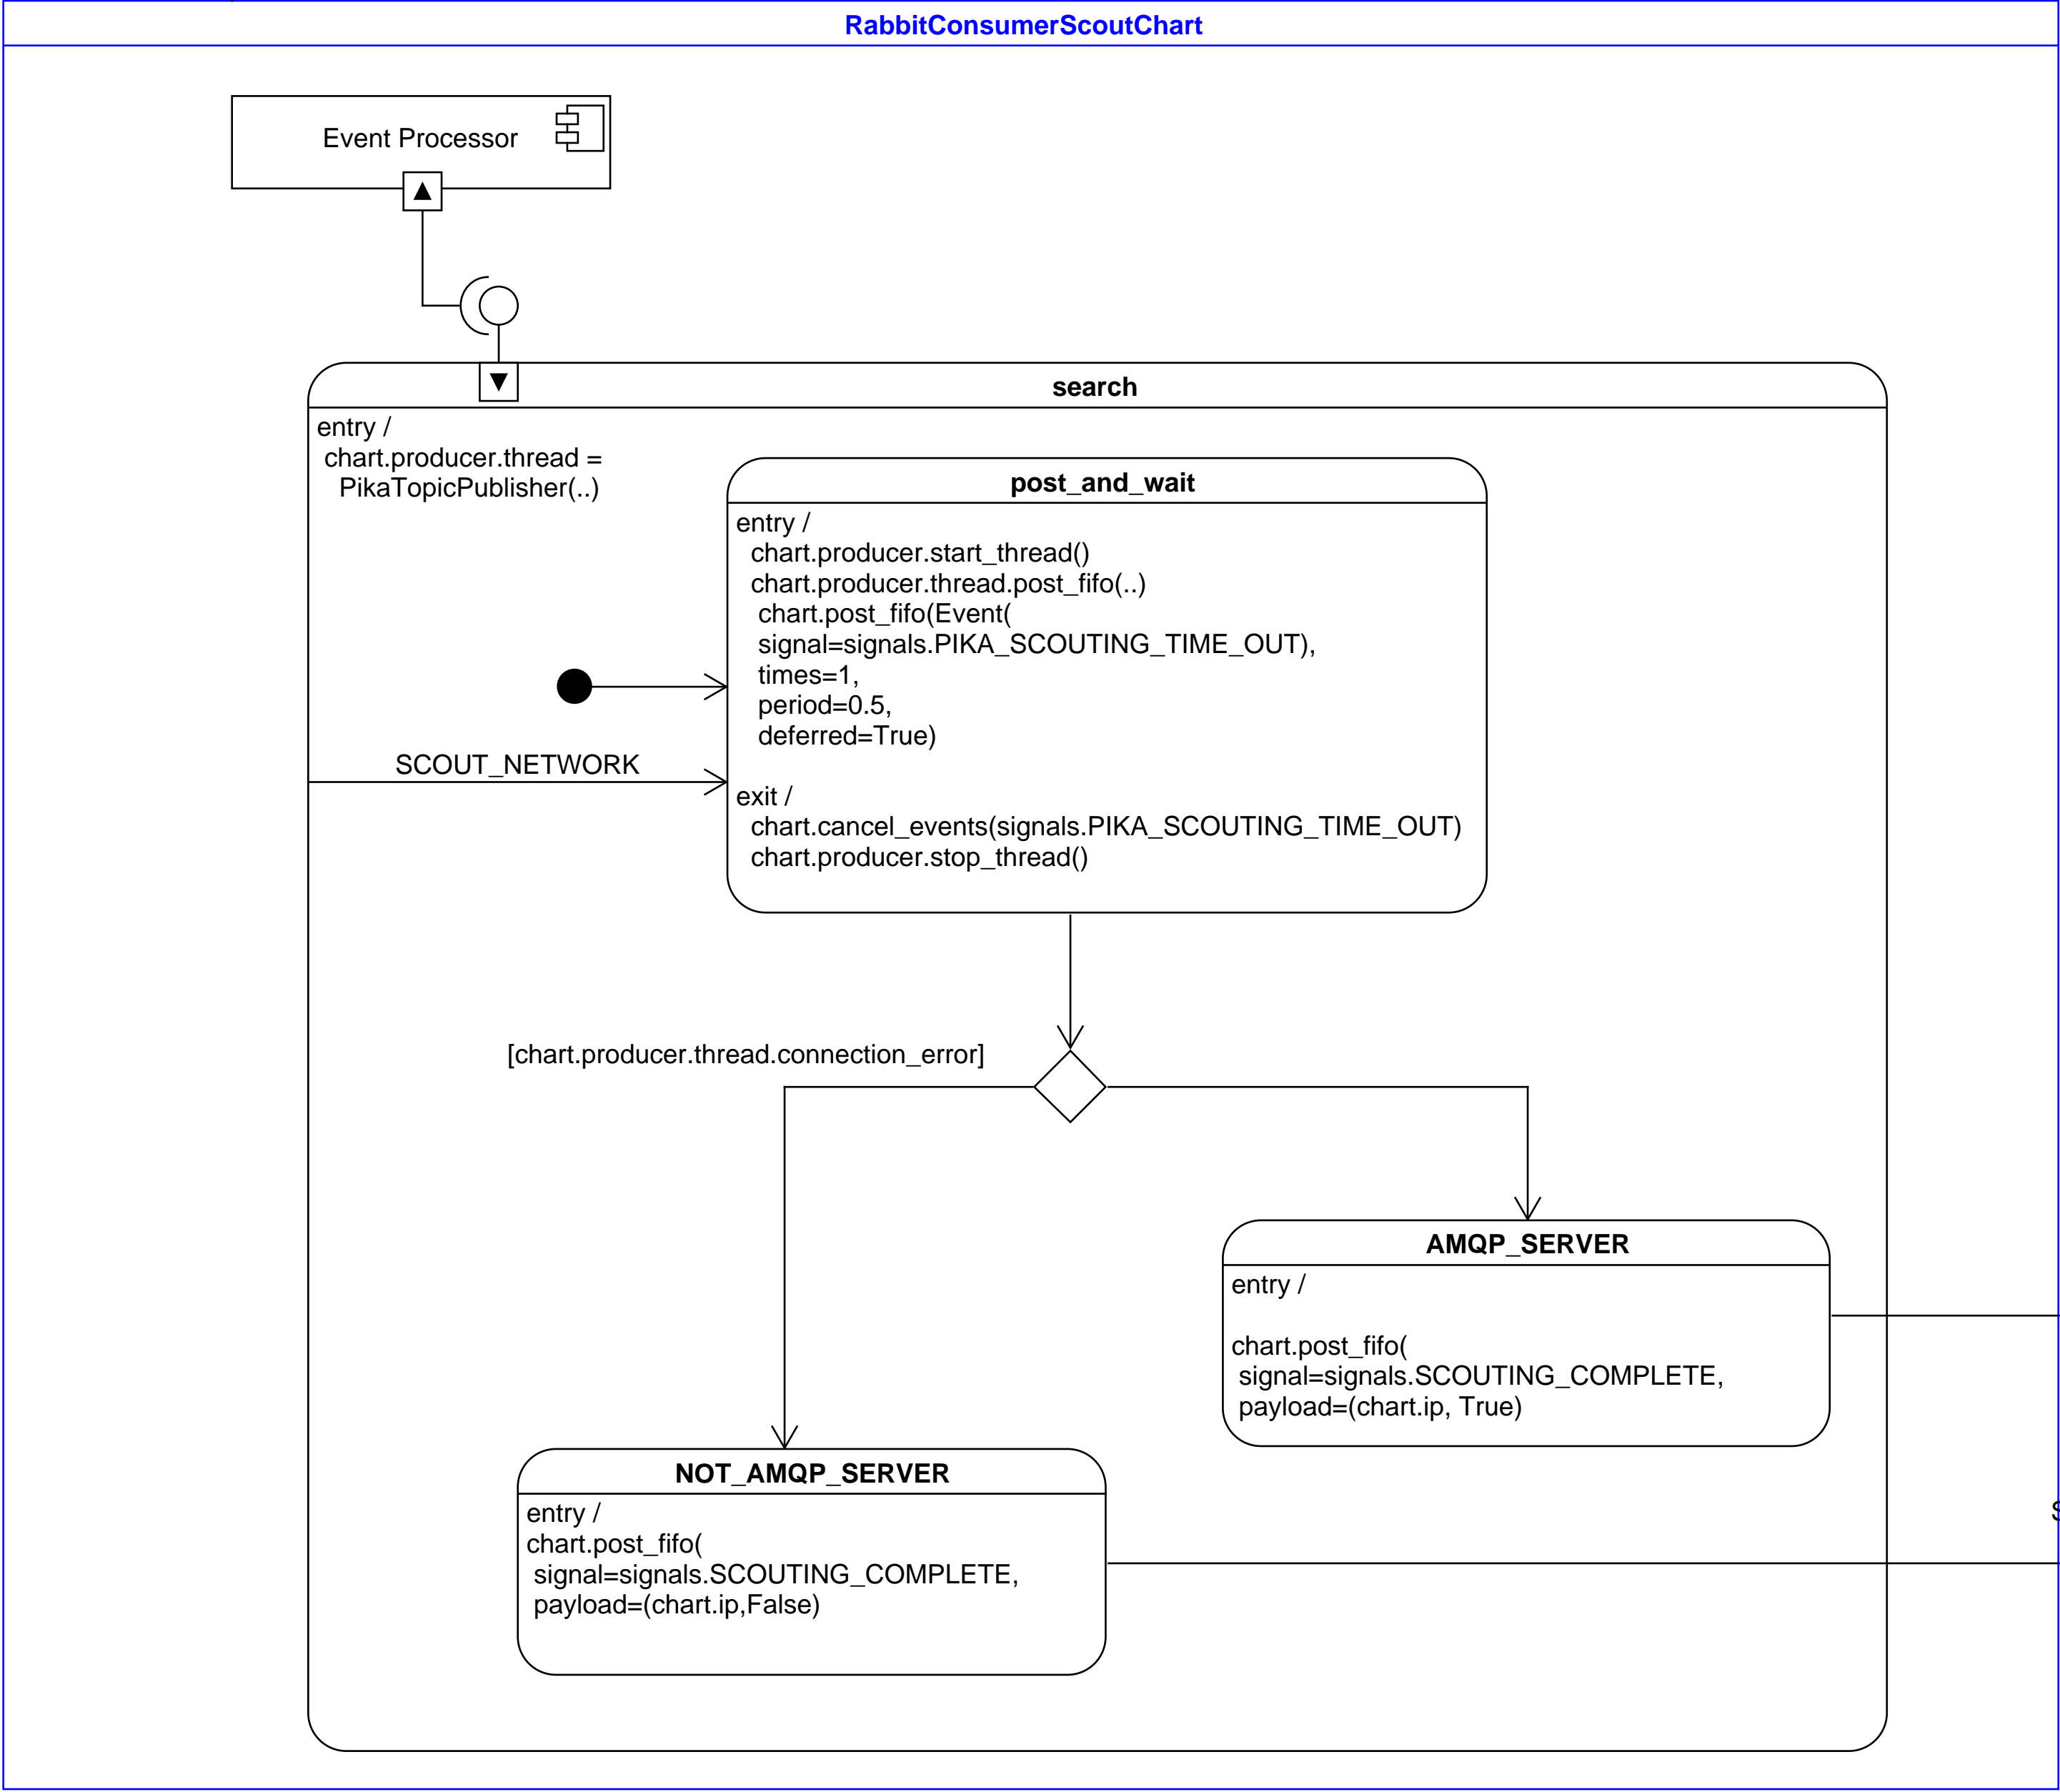 RabbitConsumerScoutChart
Event Processor
search
entry /
chart.producer.thread =
PikaTopicPublisher(..)
post_and_wait
entry /
chart.producer.start_thread()
chart.producer.thread.post_fifo(..)
chart.post_fifo(Event(
signal=signals.PIKA_SCOUTING_TIME_OUT),
times=1,
period=0.5,
deferred=True)
exit /
chart.cancel_events(signals.PIKA_SCOUTING_TIME_OUT)
chart.producer.stop_thread()
SCOUT_NETWORK
[chart.producer.thread.connection_error]
AMQP_SERVER
entry /
chart.post_fifo(
signal=signals.SCOUTING_COMPLETE,
payload=(chart.ip, True)
NOT_AMQP_SERVER
entry /
chart.post_fifo(
signal=signals.SCOUTING_COMPLETE,
payload=(chart.ip,False)